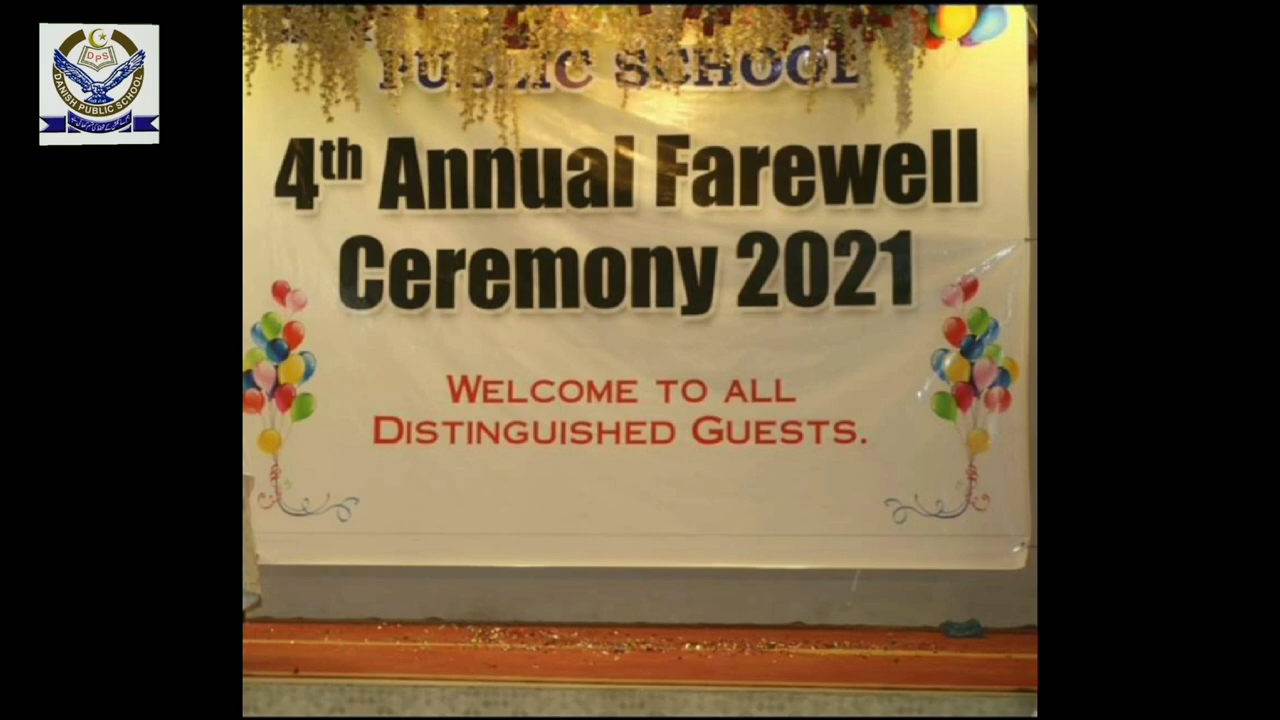 DPS
DANISH PUBLIC SCHOOL
PUBLIC SCHOOL
4th Annual Farewell
Ceremony 2021
WELCOME TO ALL
DISTINGUISHED GUESTS.